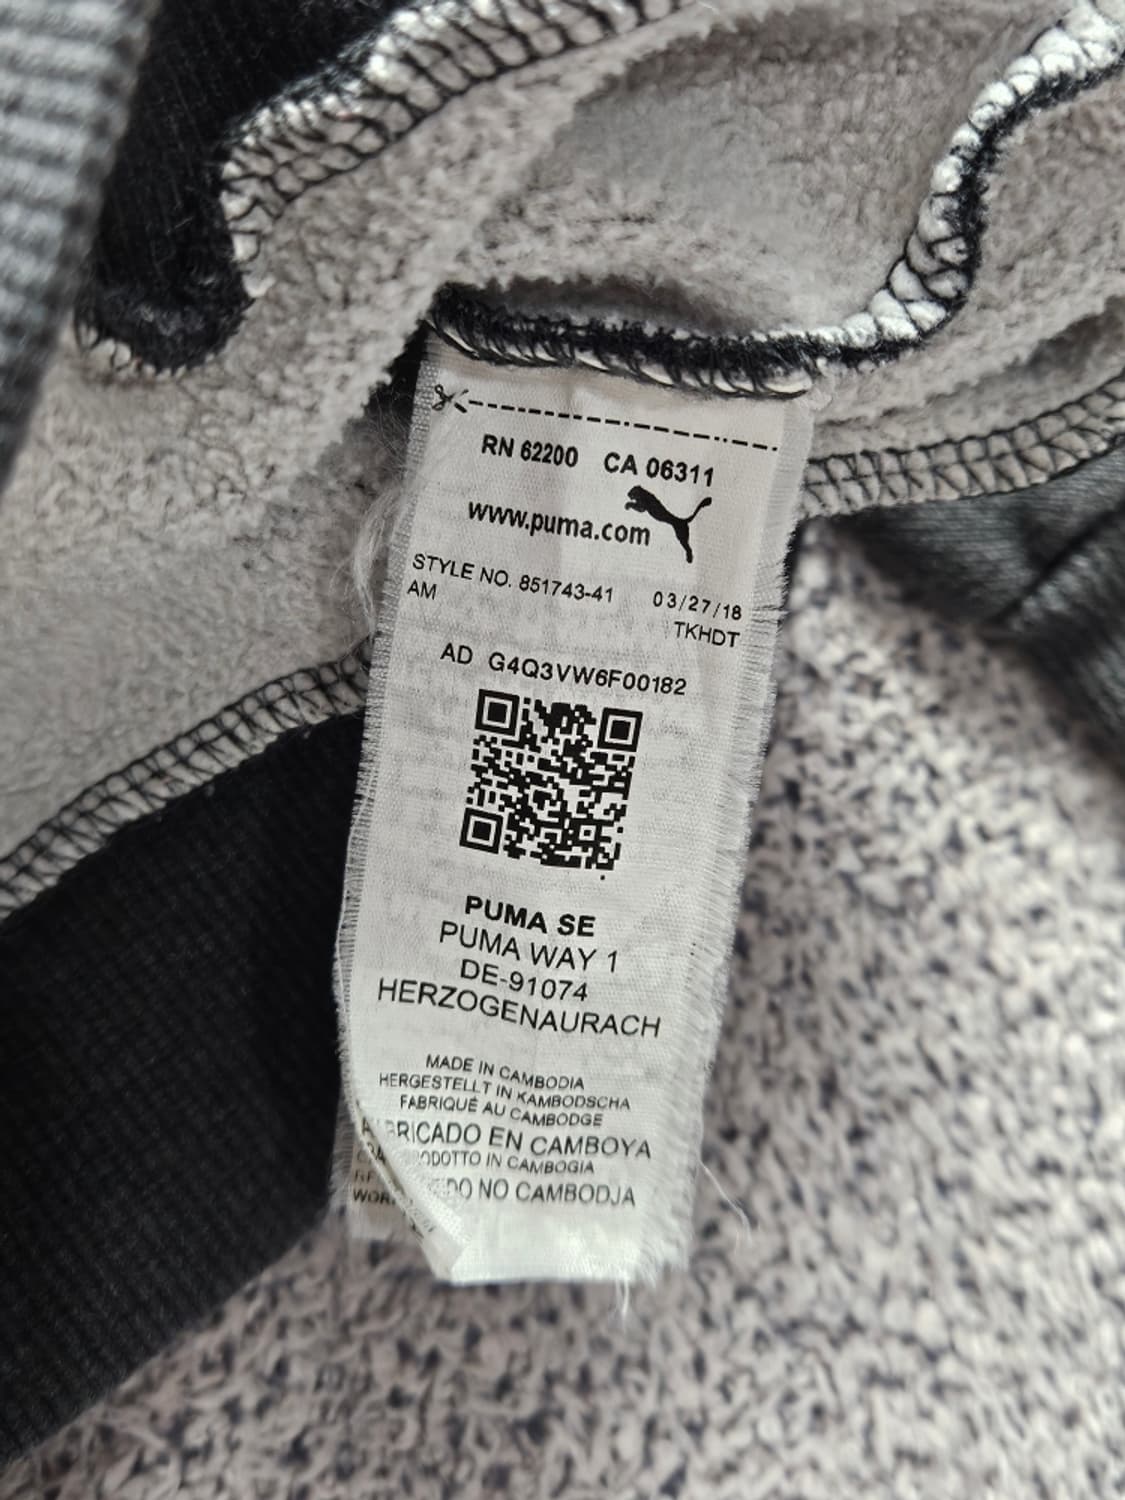 RN 62200 CA 06311
www.puma.com
STYLE NO. 851743-41 03/27/18
AM TKHDT
AD G4Q3VW6F00182
PUMA SE
PUMA WAY 1
DE-91074
HERZOGENAURACH
MADE IN CAMBODIA
HERGESTELLT IN KAMBODSCHA
FABRIQUÉ AU CAMBODGE
EN CAMBOYA
IN CAMBOGIA
NO CAMBODJA